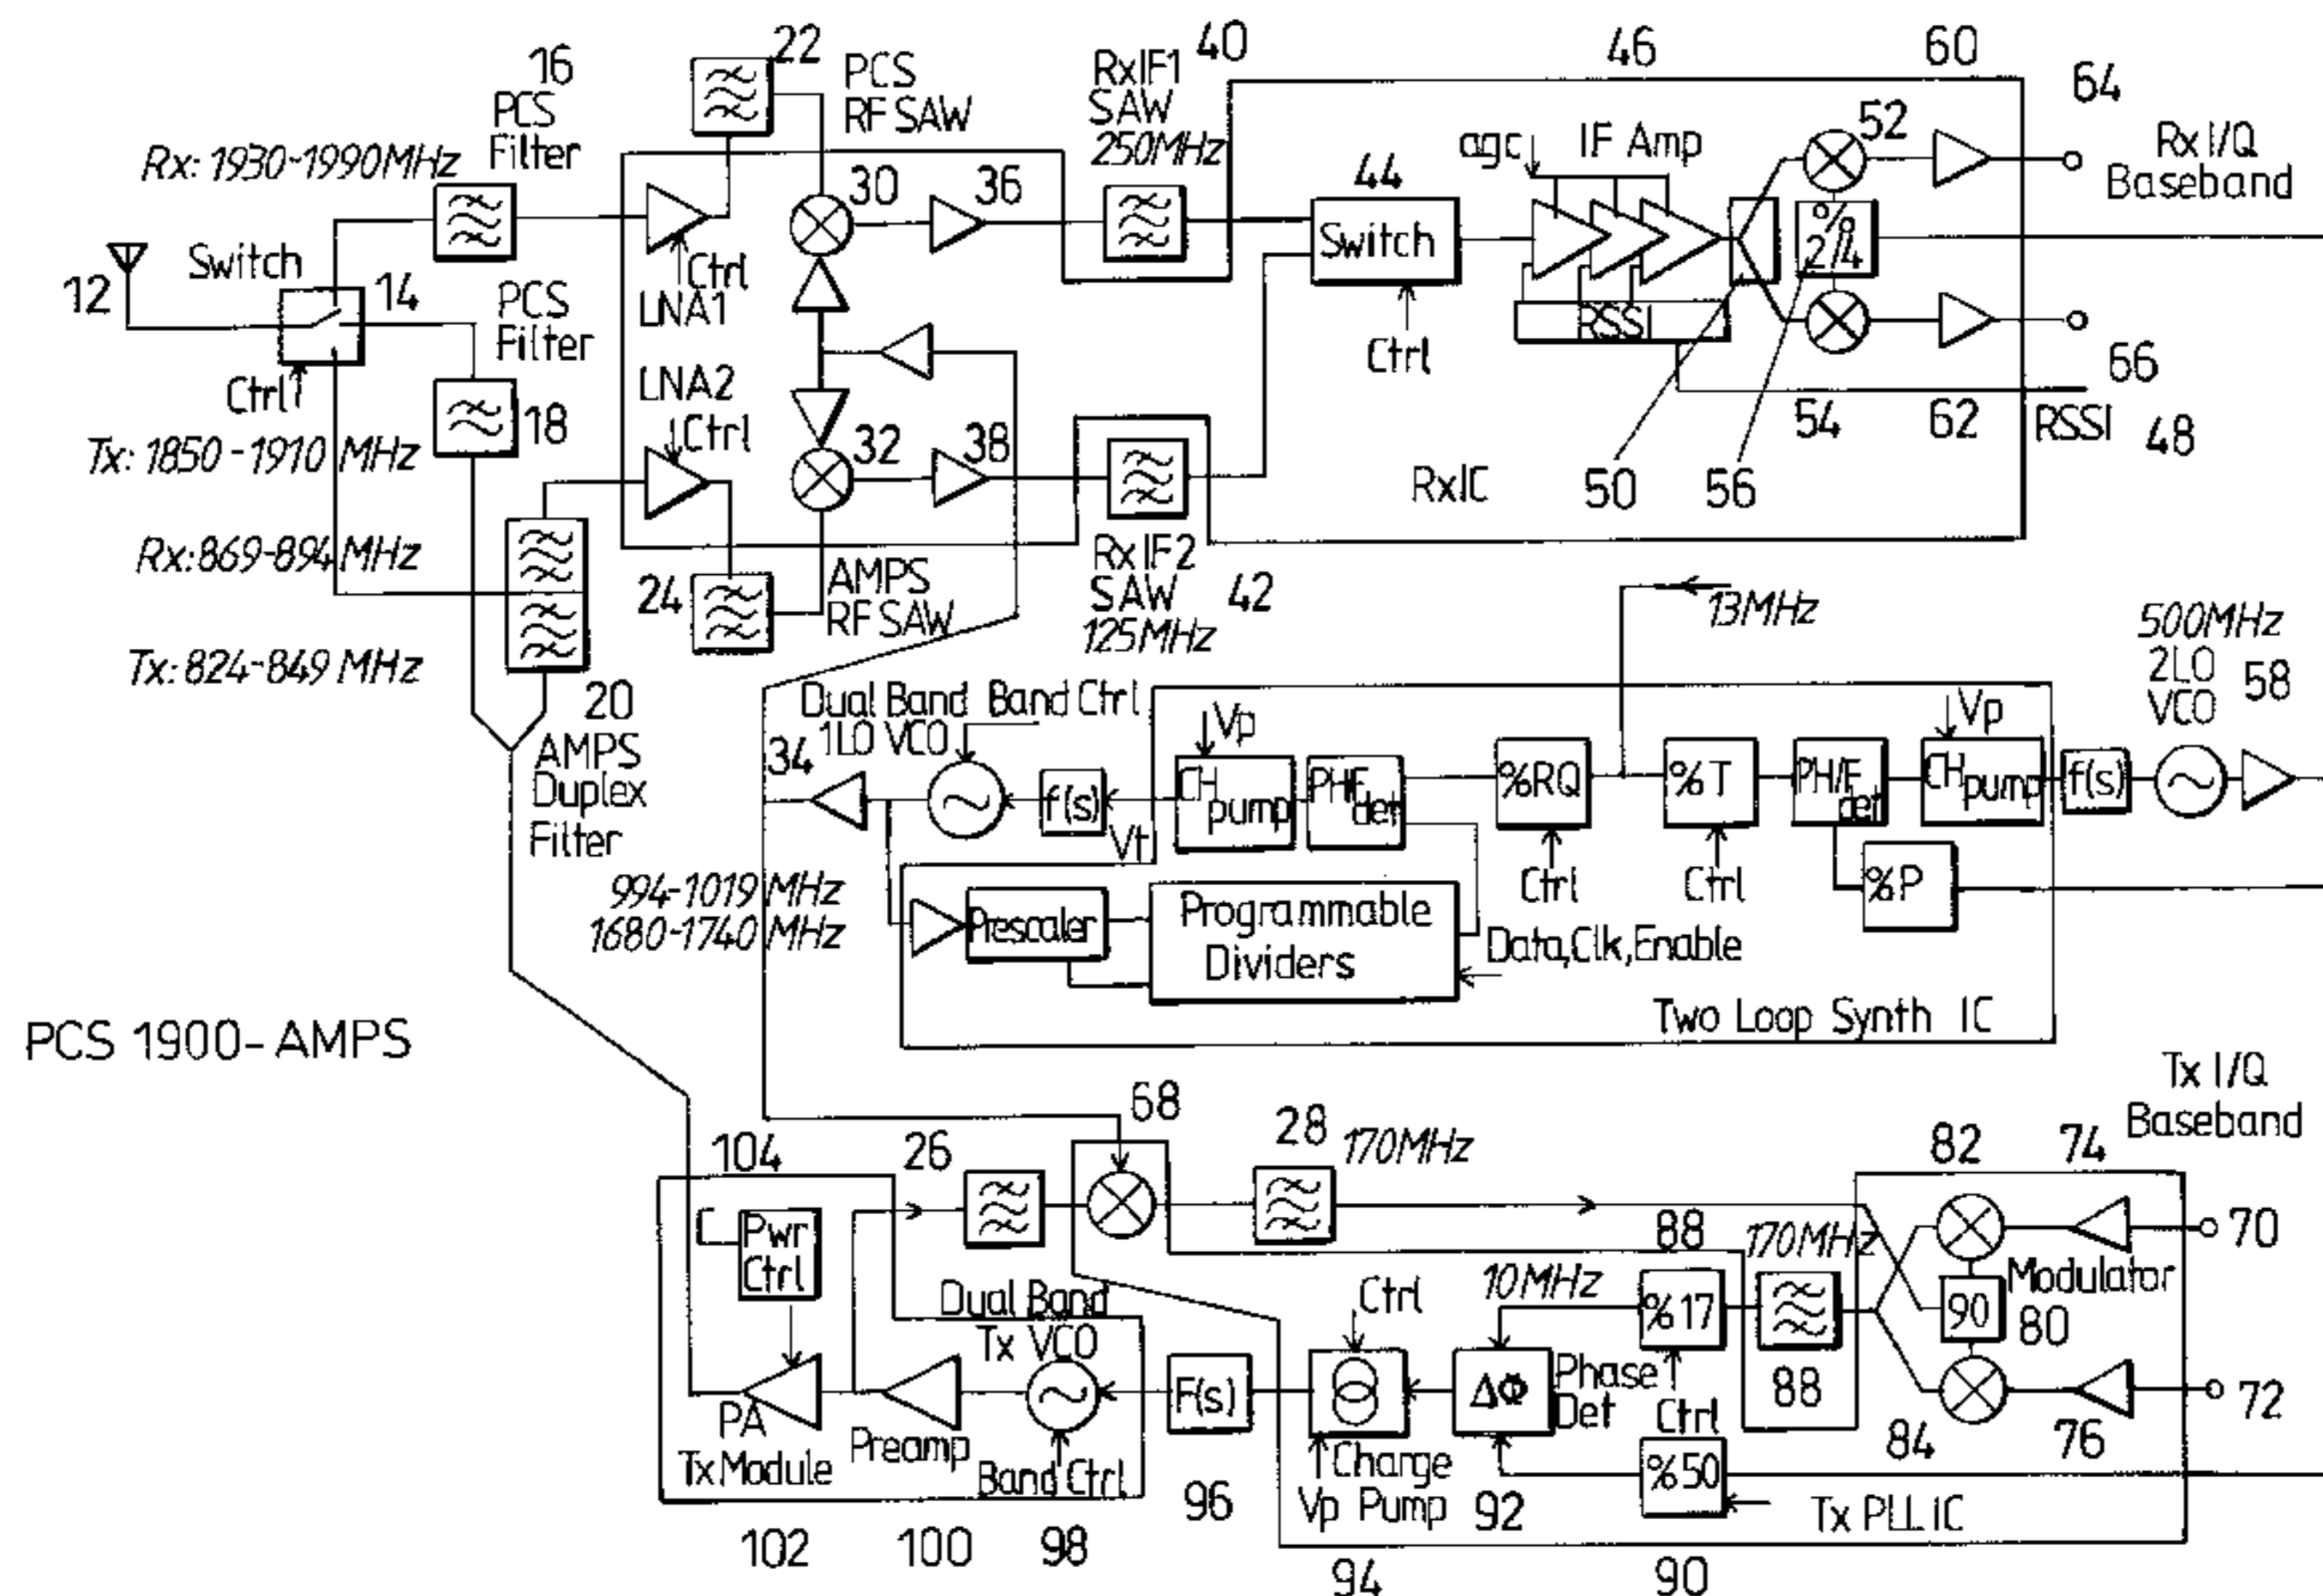 22
40
46
60
16
PCS
RF SAW
RxIF1
SAW
250MHz
64
PCS
Filter
52
agc
IF Amp
Rx I/Q
Baseband
Rx: 1930-1990MHz
30
36
44
%
2/4
Switch
Switch
12
14
Ctrl
LNA1
PCS
Filter
RSSI
Ctrl
66
LNA2
Ctrl
Ctrl
18
54
62
RSSI
48
Tx: 1850-1910 MHz
32
38
RxIC
50
56
Rx: 869-894 MHz
24
AMPS
RF SAW
RxIF2
SAW
125MHz
42
13MHz
500MHz
2LO
VCO
58
Tx: 824-849 MHz
20
AMPS
Duplex
Filter
Dual Band
1LO VCO
Band Ctrl
Vp
Vp
34
f(s)
CH
pump
PH/F
det
%RQ
%T
PH/F
det
CH
pump
f(s)
Vt
Ctrl
Ctrl
%P
994-1019 MHz
1680-1740 MHz
Prescaler
Programmable
Dividers
Data,Clk,Enable
Two Loop Synth IC
PCS 1900-AMPS
68
Tx I/Q
Baseband
104
26
28
170MHz
82
74
Pwr
Ctrl
88
170MHz
70
Modulator
80
90
Dual Band
Tx VCO
Ctrl
10MHz
%17
88
PA
Tx Module
Preamp
Band Ctrl
F(s)
ΔΦ
Phase
Det
Ctrl
84
76
72
Charge
Pump
Vp
%50
96
92
Tx PLL IC
102
100
98
94
90